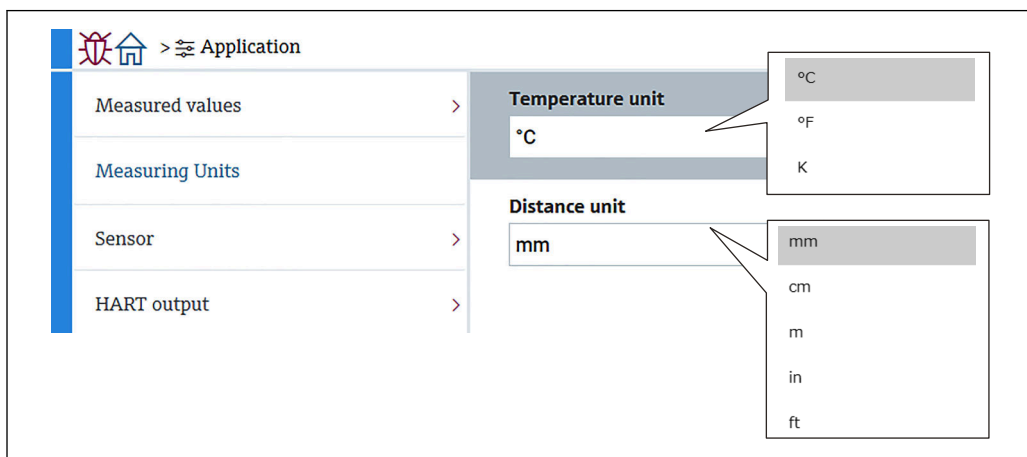 > Application
Measured values >
Measuring Units
Sensor >
HART output >
Temperature unit
°C
Distance unit
mm
°C
°F
K
mm
cm
m
in
ft